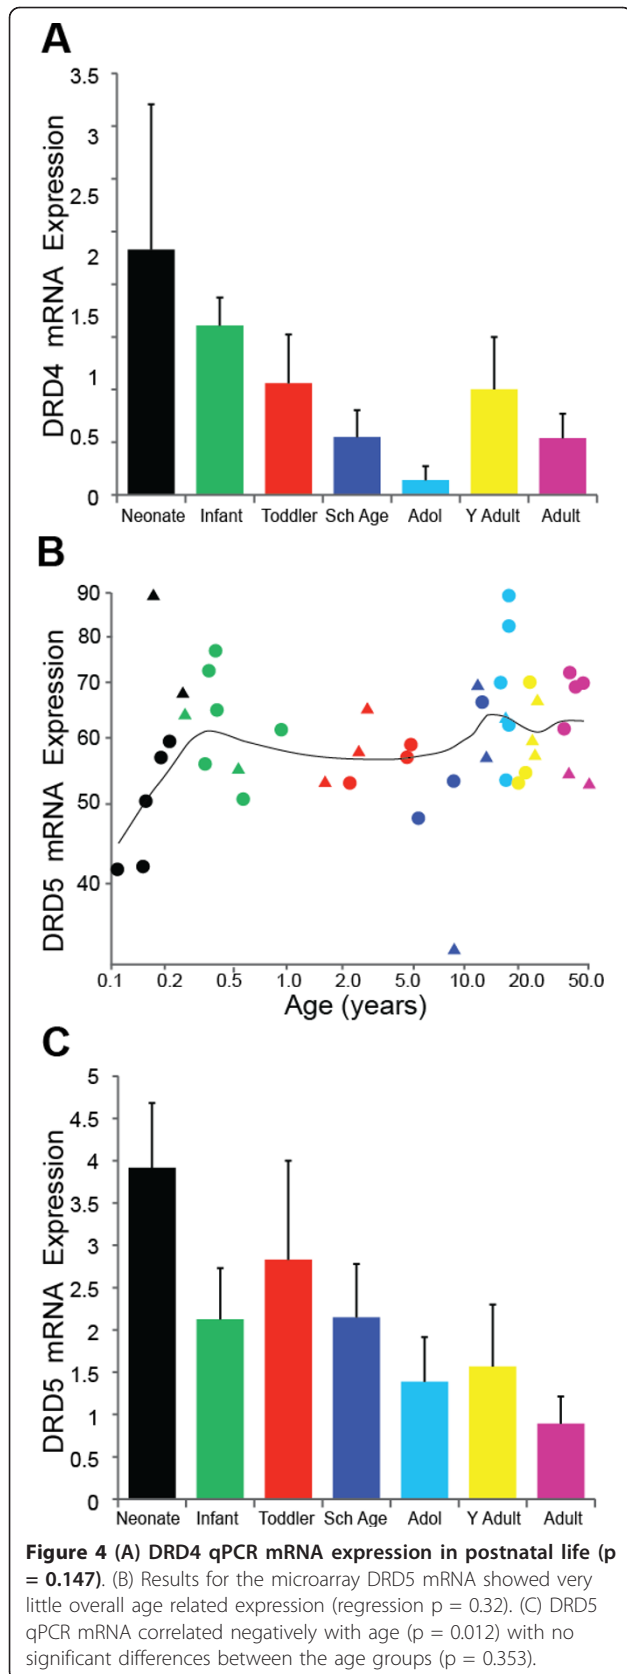 A
3.5
3
2.5
2
1.5
1
0.5
0
DRD4 mRNA Expression
Neonate Infant Toddler Sch Age Adol Y Adult Adult
B
90
80
70
60
50
40
DRD5 mRNA Expression
0.1 0.2 0.5 1.0 2.0 5.0 10.0 20.0 50.0
Age (years)
C
5
4.5
4
3.5
3
2.5
2
1.5
1
0.5
0
DRD5 mRNA Expression
Neonate Infant Toddler Sch Age Adol Y Adult Adult
Figure 4 (A) DRD4 qPCR mRNA expression in postnatal life (p
= 0.147). (B) Results for the microarray DRD5 mRNA showed very
little overall age related expression (regression p = 0.32). (C) DRD5
qPCR mRNA correlated negatively with age (p = 0.012) with no
significant differences between the age groups (p = 0.353).